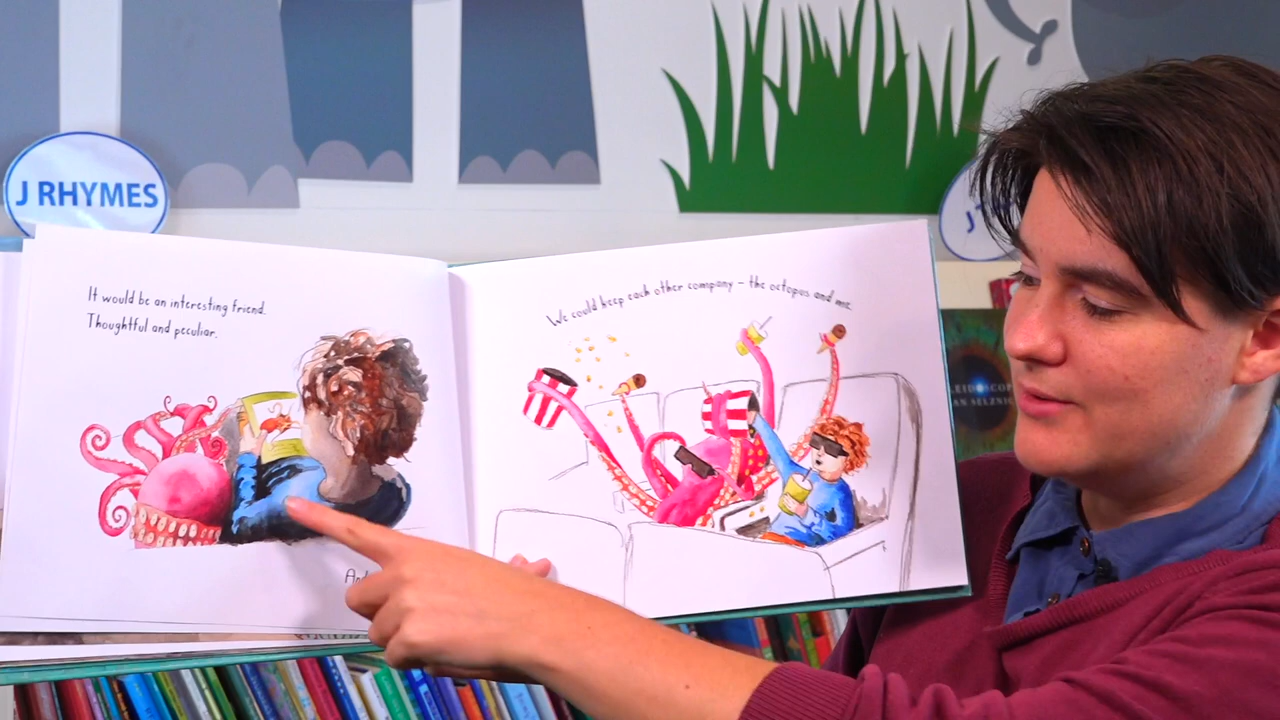 J RHYMES
It would be an interesting friend.
Thoughtful and peculiar.
We could keep each other company – the octopus and me.